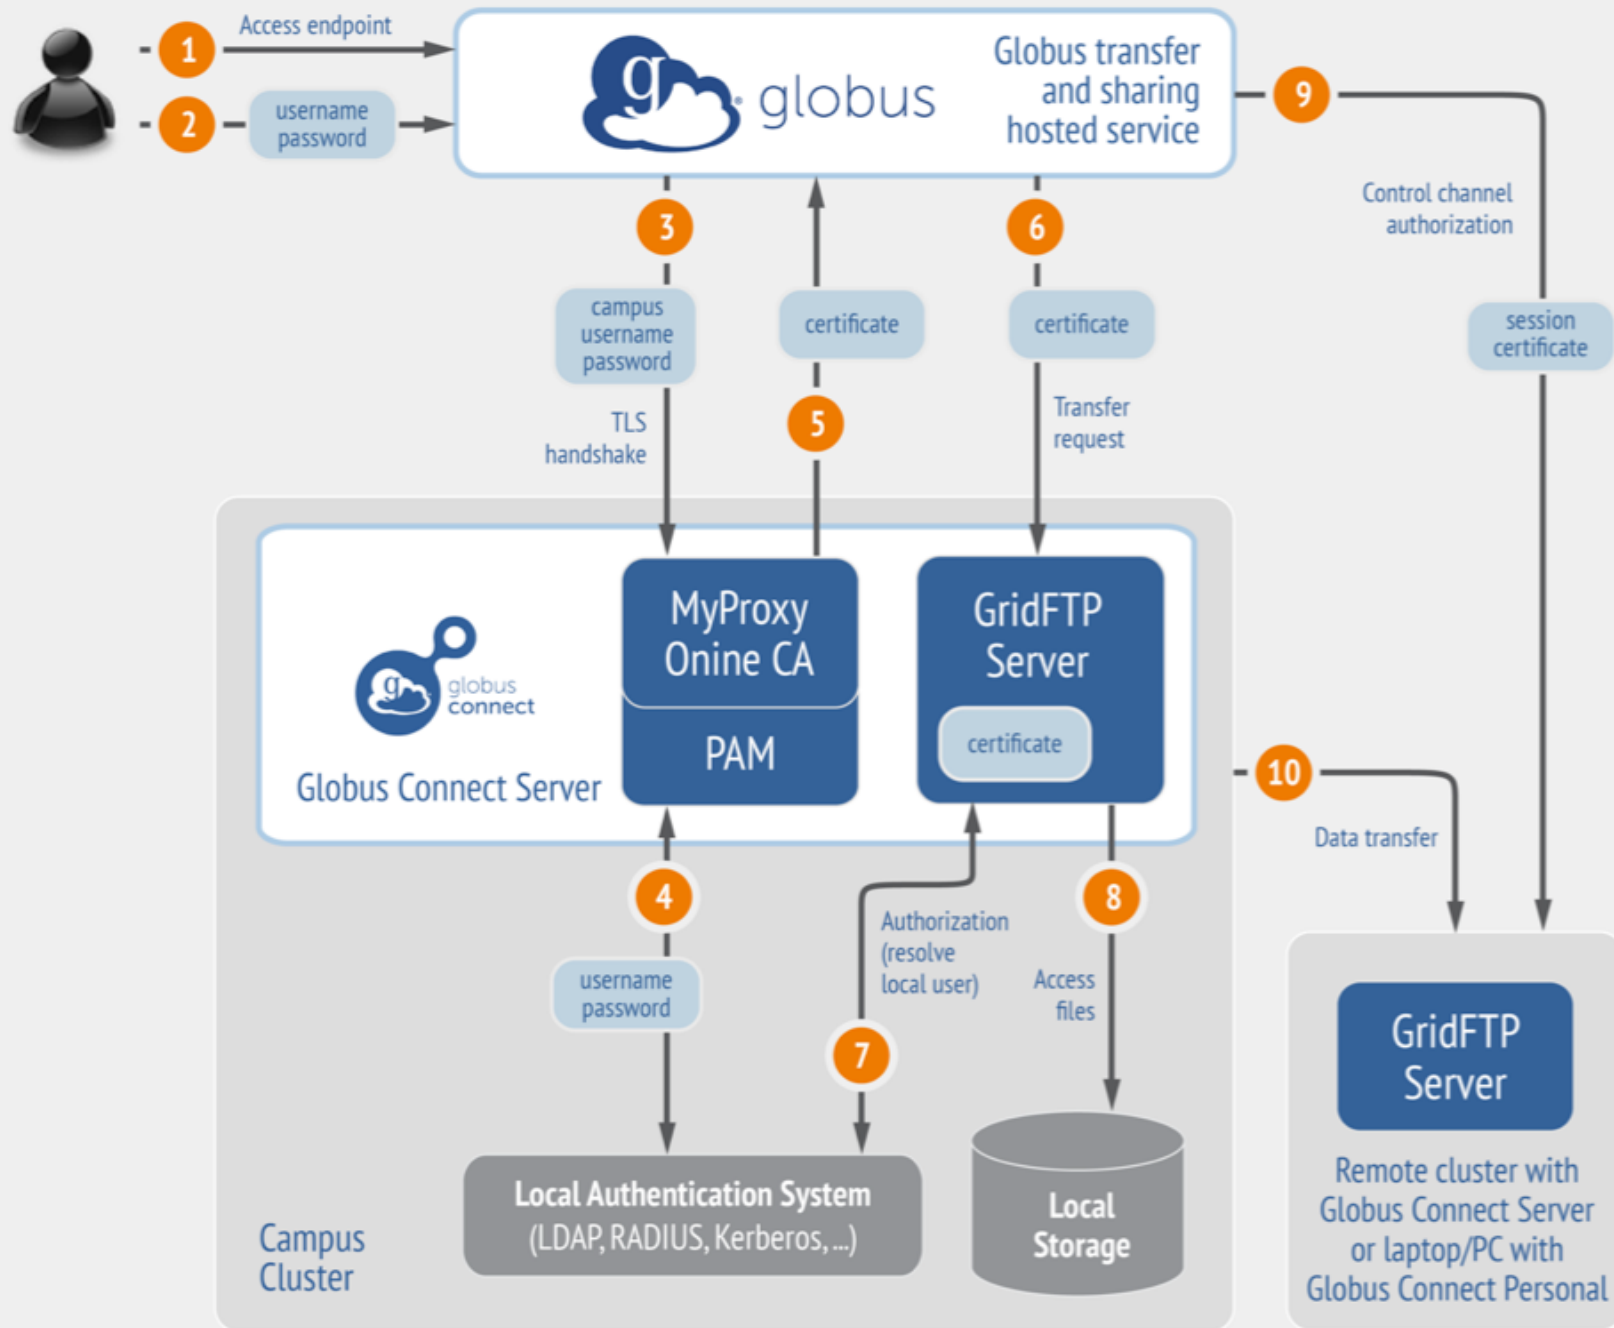 Access endpoint
1
2
username
password
g
globus
Globus transfer
and sharing
hosted service
9
Control channel
authorization
session
certificate
3
campus
username
password
TLS
handshake
certificate
5
6
certificate
Transfer
request
g
globus
connect
Globus Connect Server
MyProxy
Onine CA
PAM
GridFTP
Server
certificate
10
Data transfer
4
username
password
Authorization
(resolve
local user)
7
8
Access
files
Local Authentication System
(LDAP, RADIUS, Kerberos, ...)
Local
Storage
Campus
Cluster
GridFTP
Server
Remote cluster with
Globus Connect Server
or laptop/PC with
Globus Connect Personal